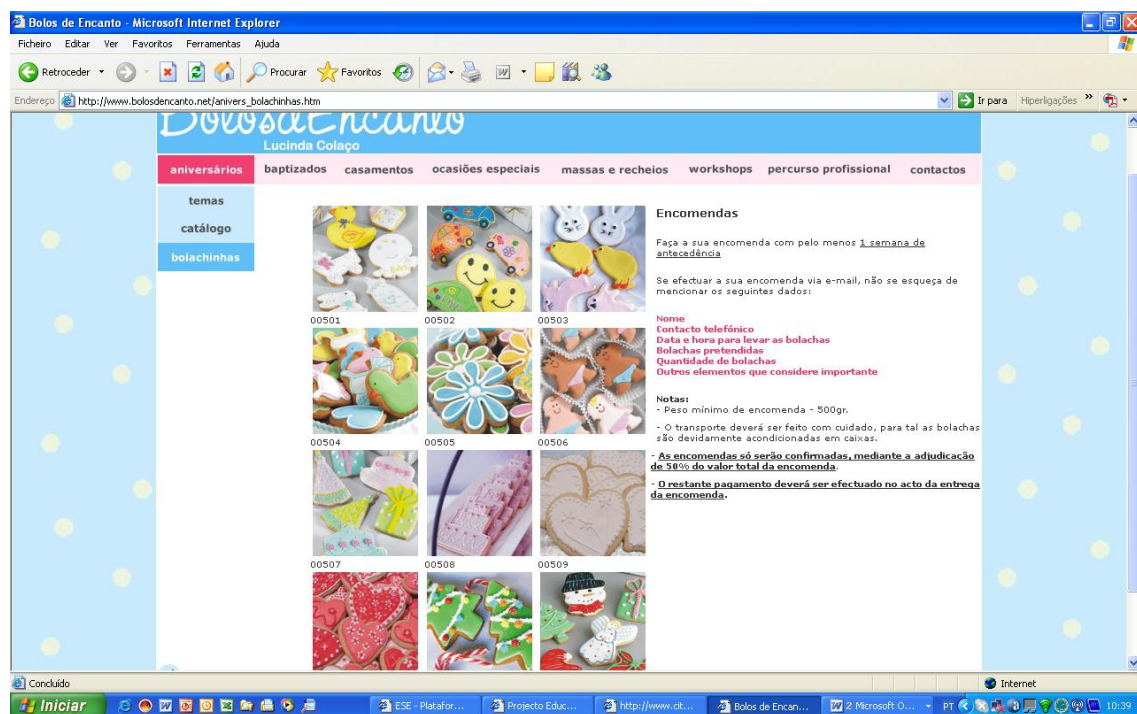 Bolos de Encanto - Microsoft Internet Explorer
Ficheiro Editar Ver Favoritos Ferramentas Ajuda
Retroceder Procurar Favoritos
Endereço http://www.bolosdencanto.net/anivers_bolachinhas.htm Ir para Hiperligações »
BolosdEncanto
Lucinda Colaço
aniversários baptizados casamentos ocasiões especiais massas e recheios workshops percurso profissional contactos
temas
catálogo
bolachinhas
00501 00502 00503
00504 00505 00506
00507 00508 00509
Encomendas
Faça a sua encomenda com pelo menos 1 semana de
antecedência
Se efectuar a sua encomenda via e-mail, não se esqueça de
mencionar os seguintes dados:
Nome
Contacto telefónico
Data e hora para levar as bolachas
Bolachas pretendidas
Quantidade de bolachas
Outros elementos que considere importante
Notas:
- Peso mínimo de encomenda - 500gr.
- O transporte deverá ser feito com cuidado, para tal as bolachas
são devidamente acondicionadas em caixas.
- As encomendas só serão confirmadas, mediante a adjudicação
de 50% do valor total da encomenda.
- O restante pagamento deverá ser efectuado no acto da entrega
da encomenda.
Concluído Internet
Iniciar ESE - Platafor... Projecto Educ... http://www.cit... Bolos de Encan... 2 Microsoft O... PT 10:39